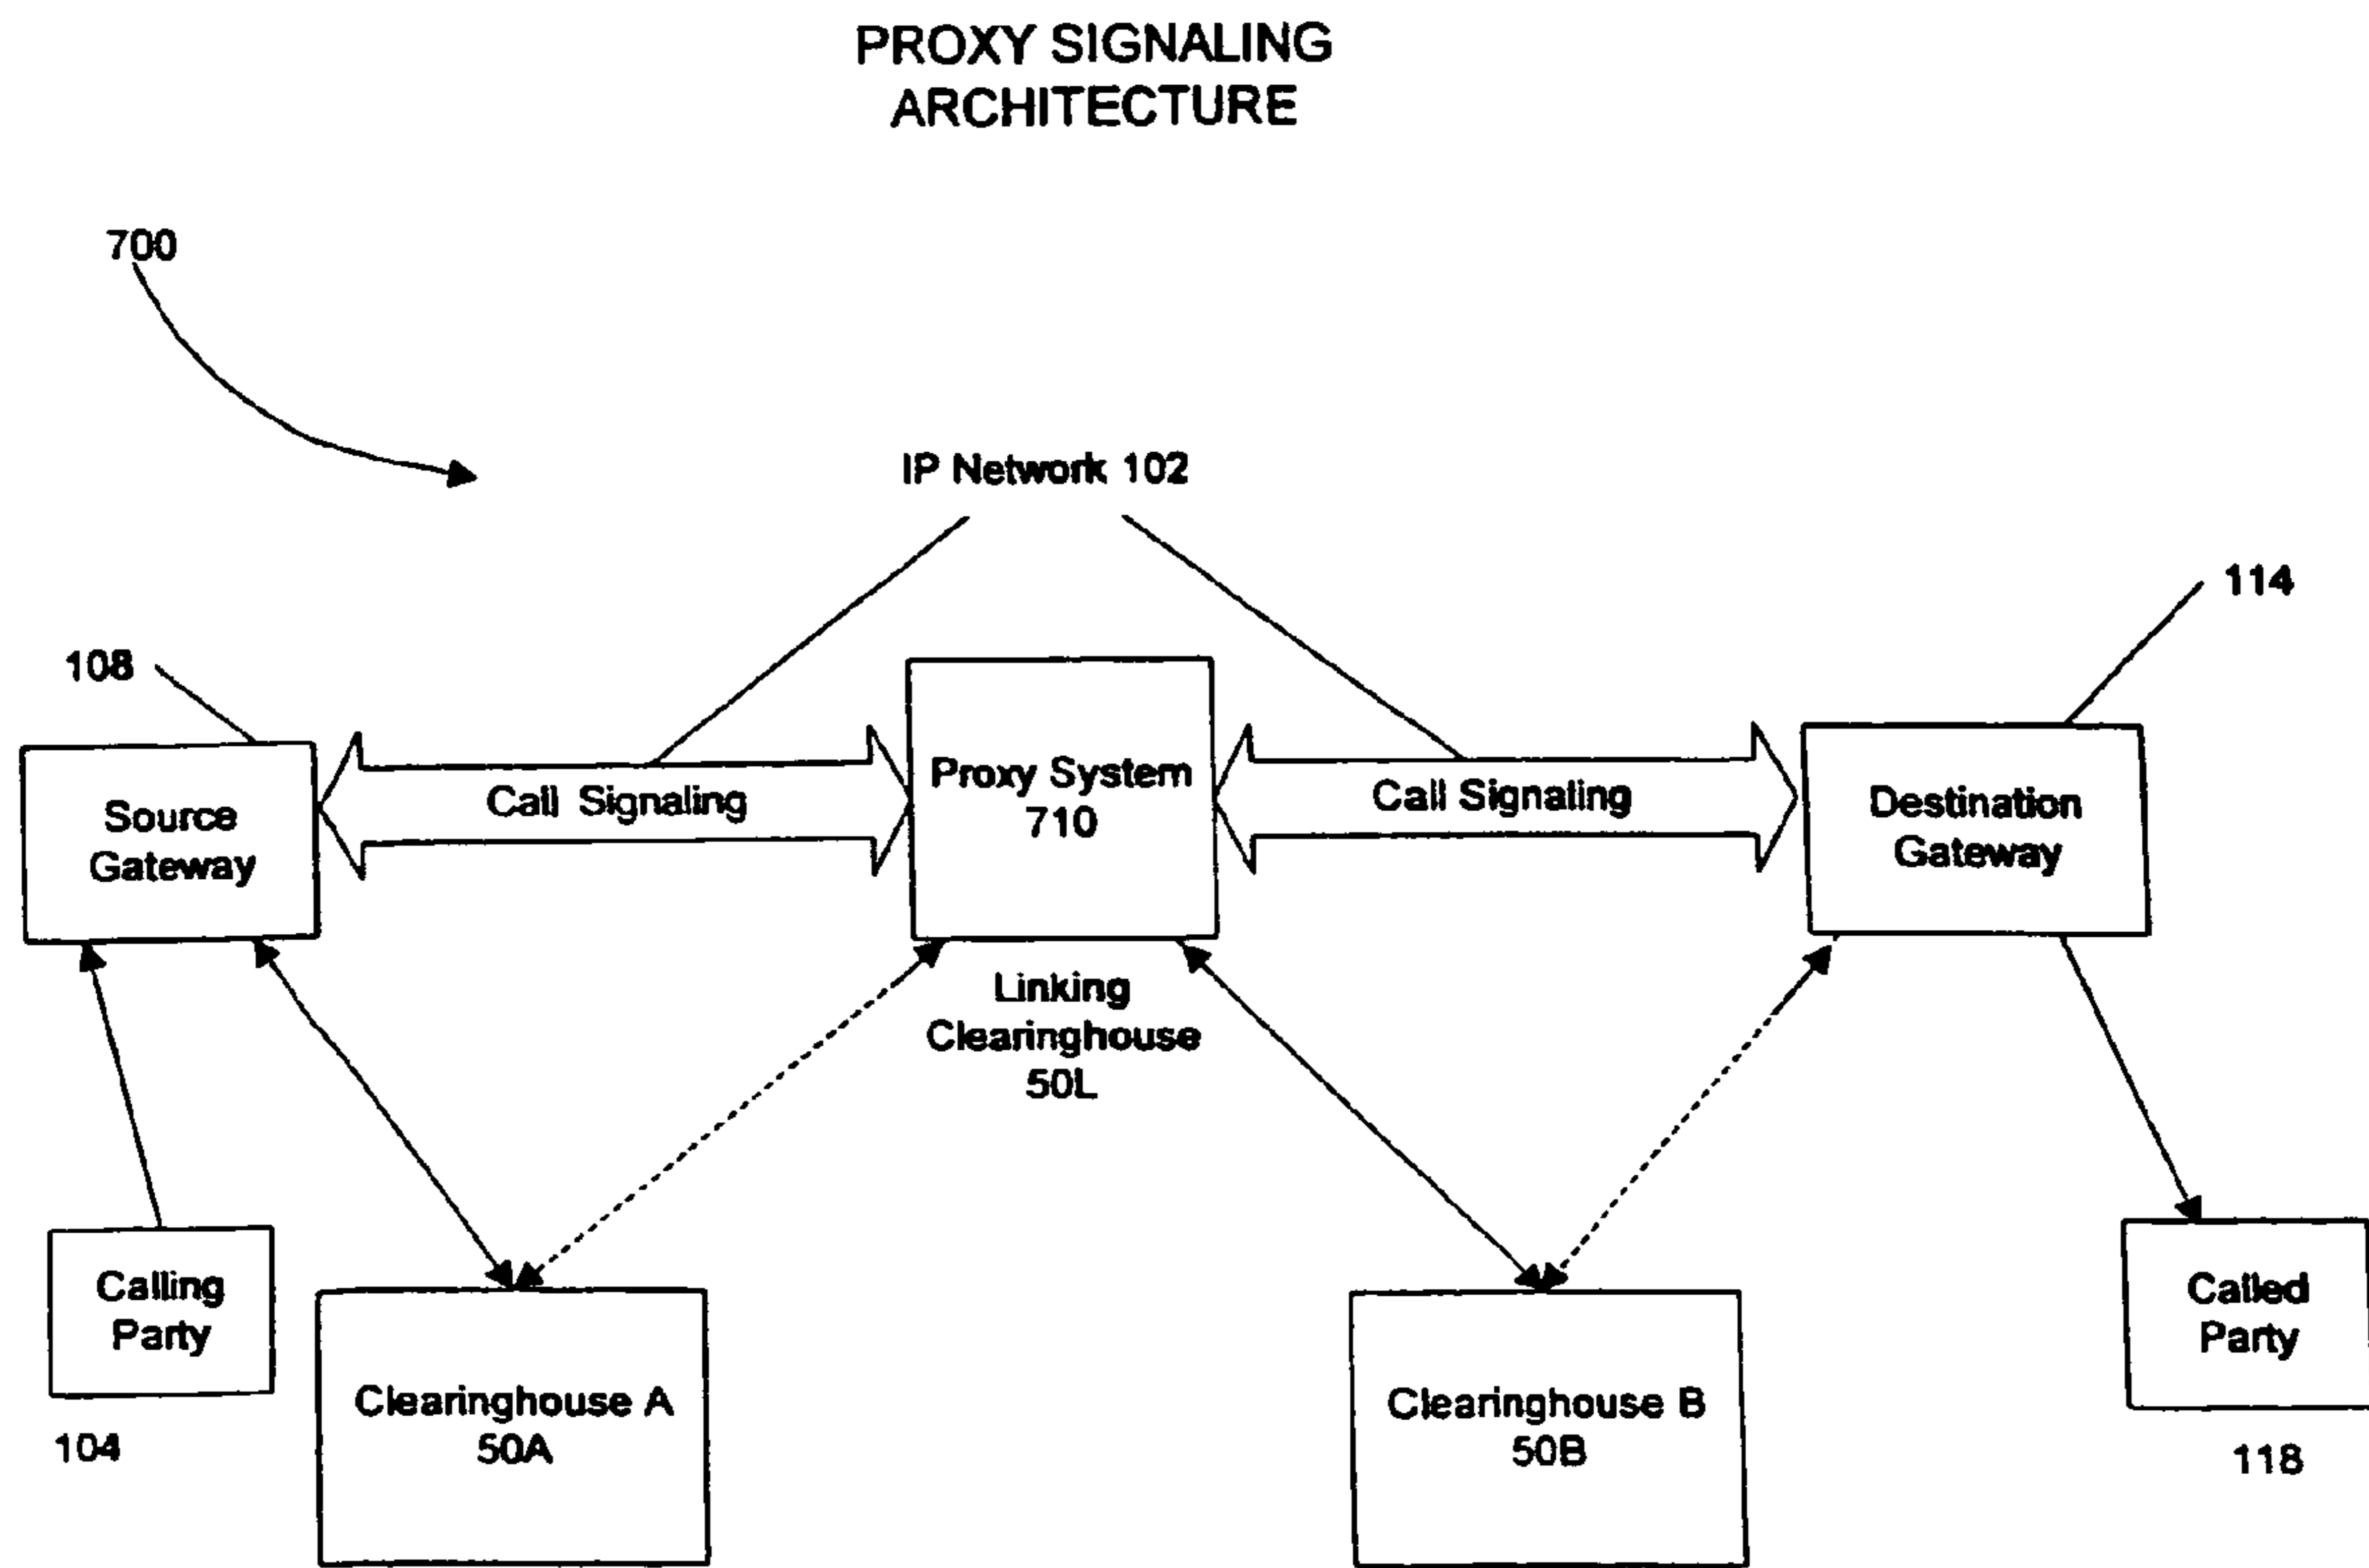 PROXY SIGNALING
ARCHITECTURE
700
IP Network 102
114
108
Source
Gateway
Call Signaling
Proxy System
710
Call Signaling
Destination
Gateway
Linking
Clearinghouse
50L
Calling
Party
104
Clearinghouse A
50A
Clearinghouse B
50B
Called
Party
118